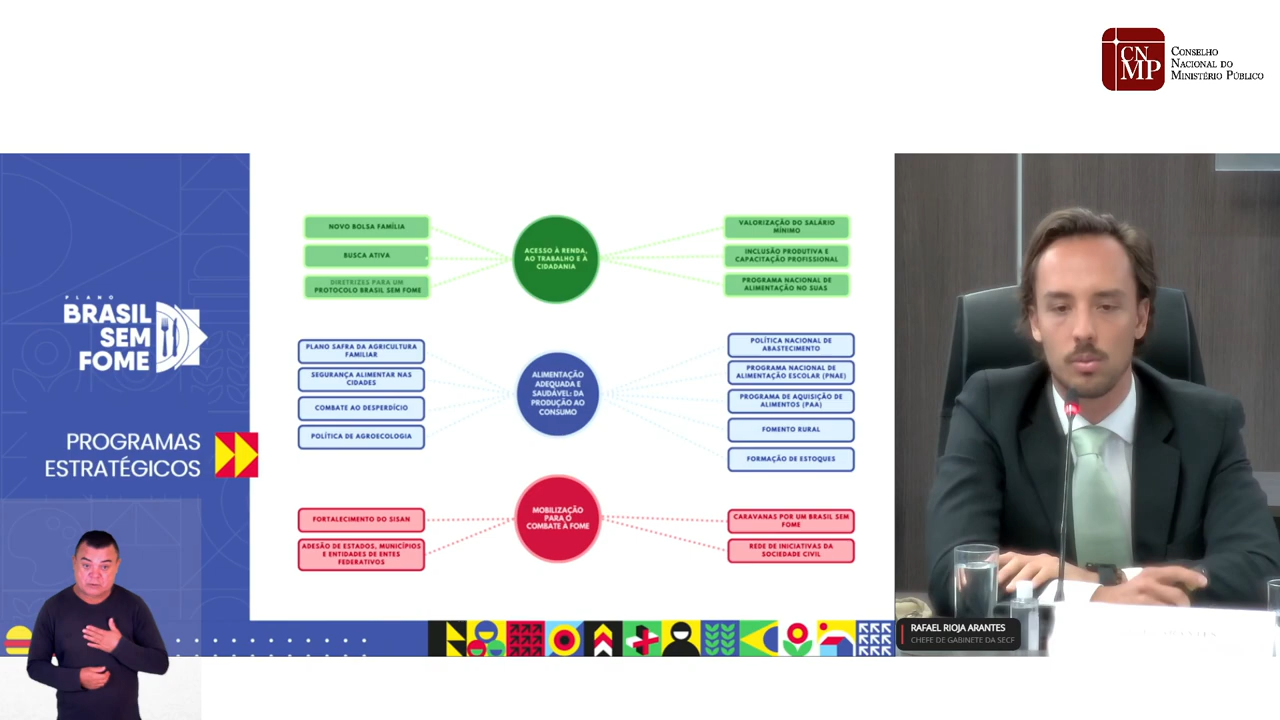 CN
MP
CONSELHO
NACIONAL DO
MINISTÉRIO PÚBLICO
PLANO
BRASIL
SEM
FOME
PROGRAMAS
ESTRATÉGICOS
NOVO BOLSA FAMÍLIA
BUSCA ATIVA
DIRETRIZES PARA UM
PROTOCOLO BRASIL SEM FOME
ACESSO À RENDA,
AO TRABALHO E À
CIDADANIA
VALORIZAÇÃO DO SALÁRIO
MÍNIMO
INCLUSÃO PRODUTIVA E
CAPACITAÇÃO PROFISSIONAL
PROGRAMA NACIONAL DE
ALIMENTAÇÃO NO SUAS
PLANO SAFRA DA AGRICULTURA
FAMILIAR
SEGURANÇA ALIMENTAR NAS
CIDADES
COMBATE AO DESPERDÍCIO
POLÍTICA DE AGROECOLOGIA
ALIMENTAÇÃO
ADEQUADA E
SAUDÁVEL: DA
PRODUÇÃO AO
CONSUMO
POLÍTICA NACIONAL DE
ABASTECIMENTO
PROGRAMA NACIONAL DE
ALIMENTAÇÃO ESCOLAR (PNAE)
PROGRAMA DE AQUISIÇÃO DE
ALIMENTOS (PAA)
FOMENTO RURAL
FORMAÇÃO DE ESTOQUES
FORTALECIMENTO DO SISAN
ADESÃO DE ESTADOS, MUNICÍPIOS
E ENTIDADES DE ENTES
FEDERATIVOS
MOBILIZAÇÃO
PARA O
COMBATE À FOME
CARAVANAS POR UM BRASIL SEM
FOME
REDE DE INICIATIVAS DA
SOCIEDADE CIVIL
RAFAEL RIOJA ARANTES
CHEFE DE GABINETE DA SECF